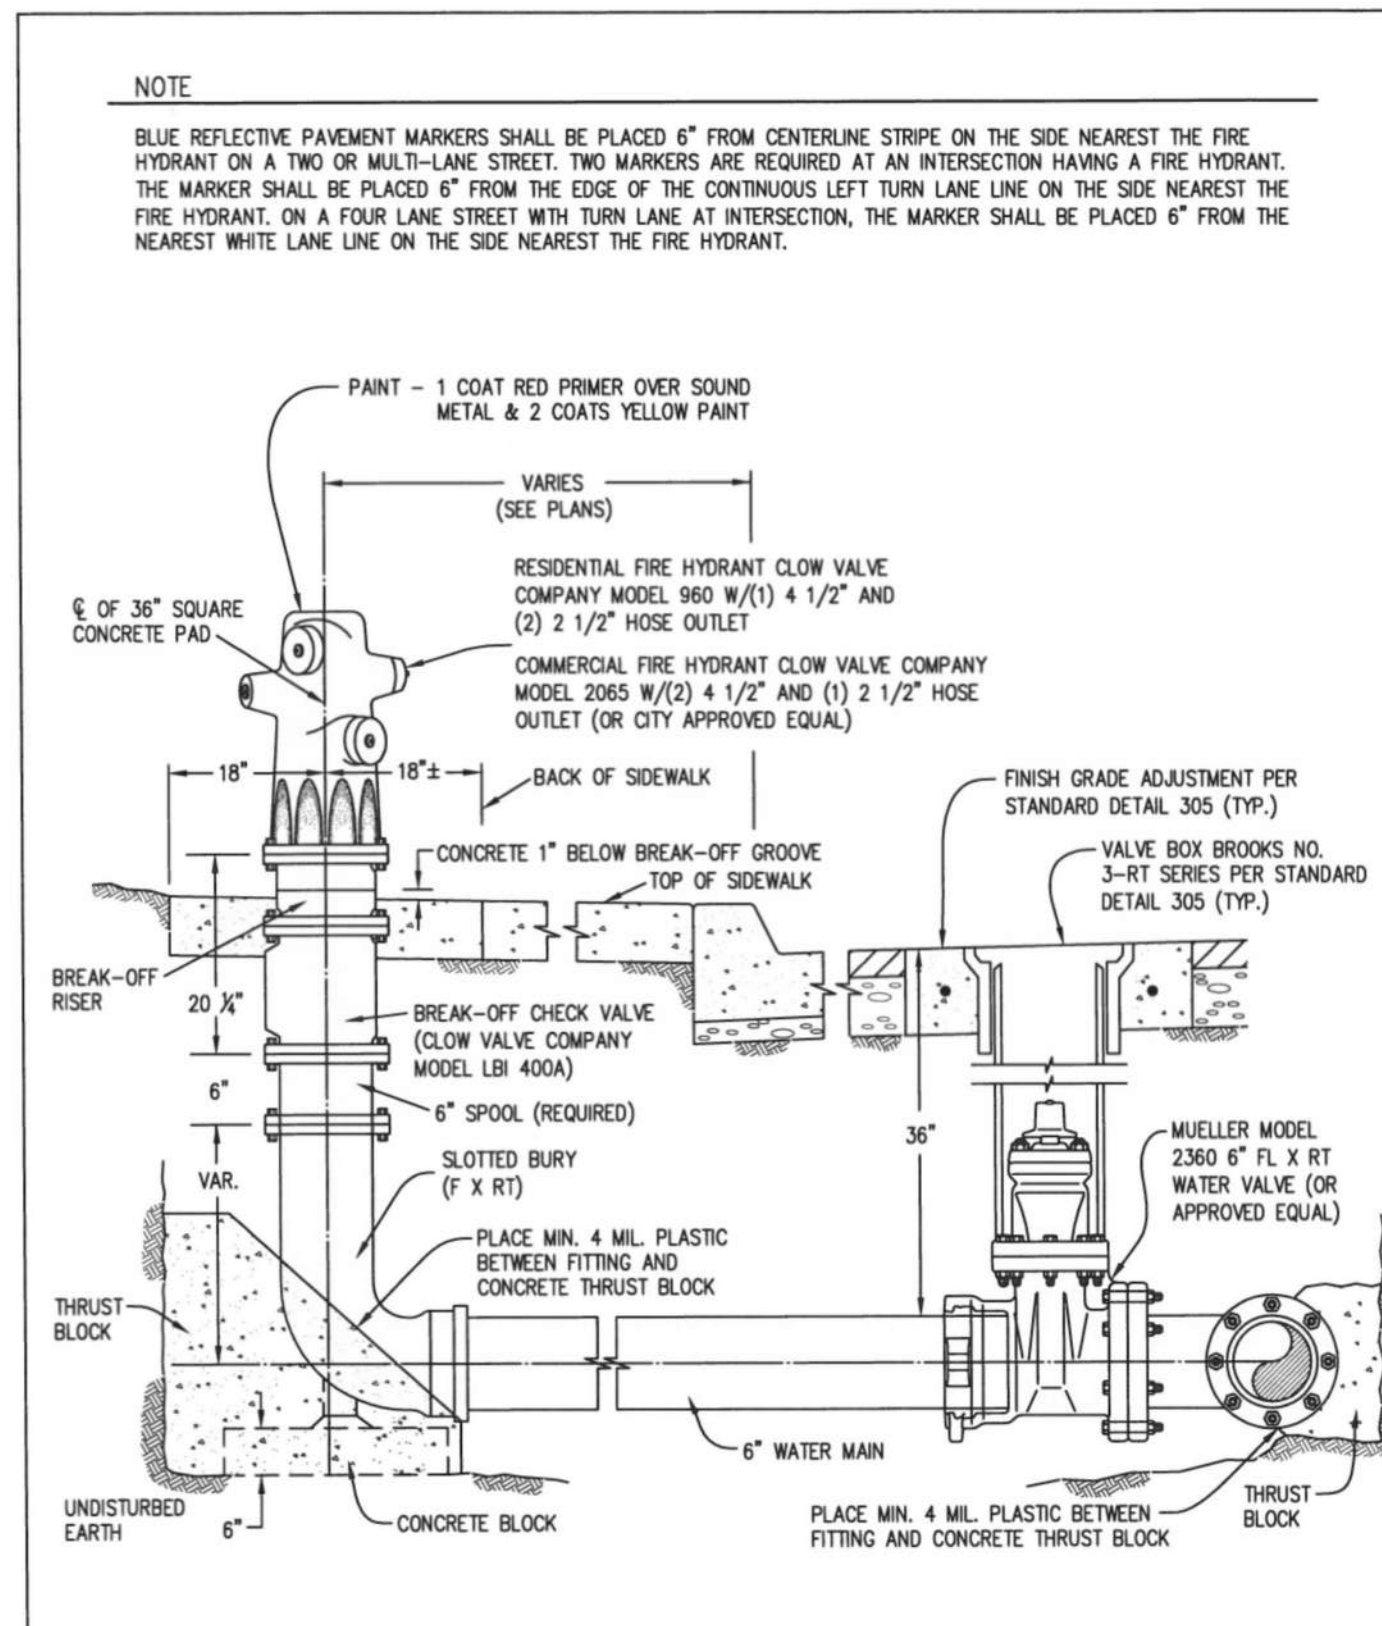 NOTE
BLUE REFLECTIVE PAVEMENT MARKERS SHALL BE PLACED 6" FROM CENTERLINE STRIPE ON THE SIDE NEAREST THE FIRE
HYDRANT ON A TWO OR MULTI-LANE STREET. TWO MARKERS ARE REQUIRED AT AN INTERSECTION HAVING A FIRE HYDRANT.
THE MARKER SHALL BE PLACED 6" FROM THE EDGE OF THE CONTINUOUS LEFT TURN LANE LINE ON THE SIDE NEAREST THE
FIRE HYDRANT. ON A FOUR LANE STREET WITH TURN LANE AT INTERSECTION, THE MARKER SHALL BE PLACED 6" FROM THE
NEAREST WHITE LANE LINE ON THE SIDE NEAREST THE FIRE HYDRANT.
PAINT - 1 COAT RED PRIMER OVER SOUND
METAL & 2 COATS YELLOW PAINT
VARIES
(SEE PLANS)
RESIDENTIAL FIRE HYDRANT CLOW VALVE
COMPANY MODEL 960 W/(1) 4 1/2" AND
(2) 2 1/2" HOSE OUTLET
℄ OF 36" SQUARE
CONCRETE PAD
COMMERCIAL FIRE HYDRANT CLOW VALVE COMPANY
MODEL 2065 W/(2) 4 1/2" AND (1) 2 1/2" HOSE
OUTLET (OR CITY APPROVED EQUAL)
18"
18"±
BACK OF SIDEWALK
FINISH GRADE ADJUSTMENT PER
STANDARD DETAIL 305 (TYP.)
CONCRETE 1" BELOW BREAK-OFF GROOVE
TOP OF SIDEWALK
VALVE BOX BROOKS NO.
3-RT SERIES PER STANDARD
DETAIL 305 (TYP.)
BREAK-OFF
RISER
20 1/4"
BREAK-OFF CHECK VALVE
(CLOW VALVE COMPANY
MODEL LBI 400A)
6"
6" SPOOL (REQUIRED)
36"
MUELLER MODEL
2360 6" FL X RT
WATER VALVE (OR
APPROVED EQUAL)
VAR.
SLOTTED BURY
(F X RT)
PLACE MIN. 4 MIL. PLASTIC
BETWEEN FITTING AND
CONCRETE THRUST BLOCK
THRUST
BLOCK
6" WATER MAIN
UNDISTURBED
EARTH
6"
CONCRETE BLOCK
PLACE MIN. 4 MIL. PLASTIC BETWEEN
FITTING AND CONCRETE THRUST BLOCK
THRUST
BLOCK